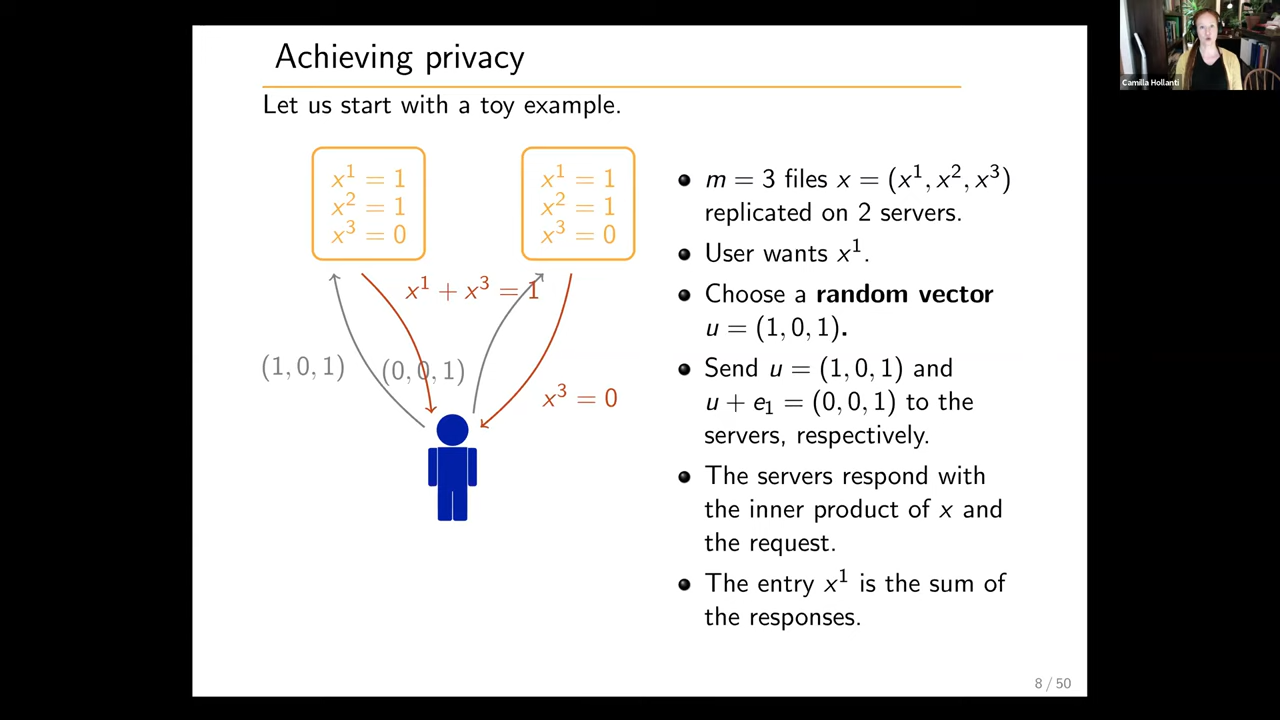 Achieving privacy
Let us start with a toy example.
x¹ = 1
x² = 1
x³ = 0
x¹ = 1
x² = 1
x³ = 0
x¹ + x³ = 1
(1, 0, 1)
(0, 0, 1)
x³ = 0
m = 3 files x = (x¹, x², x³)
replicated on 2 servers.
User wants x¹.
Choose a random vector
u = (1, 0, 1).
Send u = (1, 0, 1) and
u + e₁ = (0, 0, 1) to the
servers, respectively.
The servers respond with
the inner product of x and
the request.
The entry x¹ is the sum of
the responses.
8 / 50
Camilla Hollanti